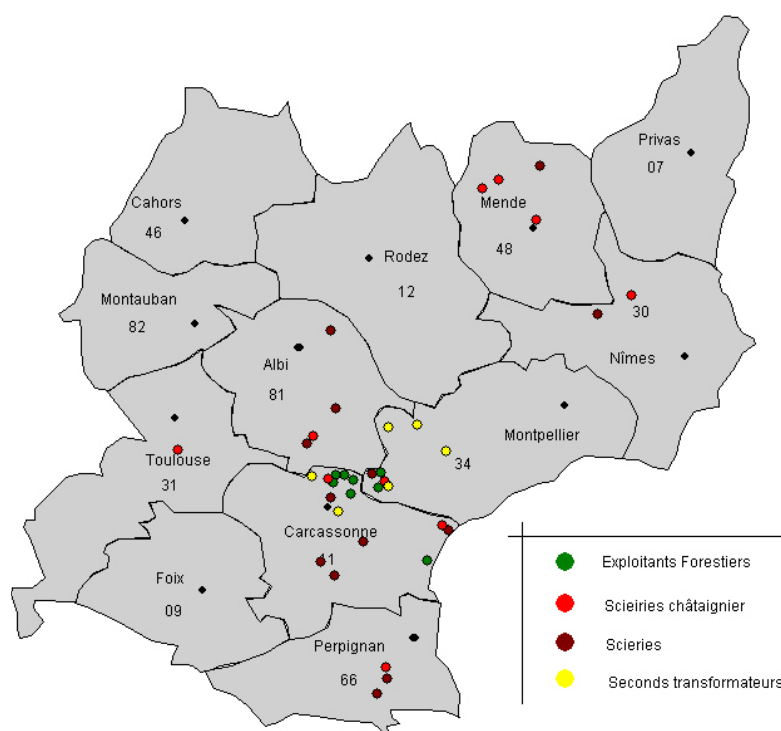 Privas
07
Cahors
46
Mende
48
Rodez
12
Montauban
82
30
Nîmes
Albi
81
Montpellier
34
Toulouse
31
Carcassonne
11
Foix
09
Perpignan
66
Exploitants Forestiers
Scieiries châtaignier
Scieries
Seconds transformateurs